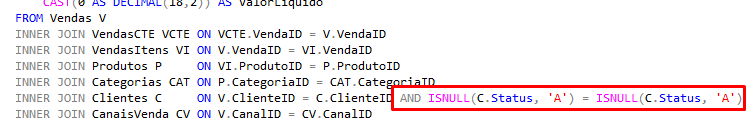 CAST(0 AS DECIMAL(18,2)) AS ValorLiquido
FROM Vendas V
INNER JOIN VendasCTE VCTE ON VCTE.VendaID = V.VendaID
INNER JOIN VendasItens VI ON V.VendaID = VI.VendaID
INNER JOIN Produtos P ON VI.ProdutoID = P.ProdutoID
INNER JOIN Categorias CAT ON P.CategoriaID = CAT.CategoriaID
INNER JOIN Clientes C ON V.ClienteID = C.ClienteID AND ISNULL(C.Status, 'A') = ISNULL(C.Status, 'A')
INNER JOIN CanaisVenda CV ON V.CanalID = CV.CanalID